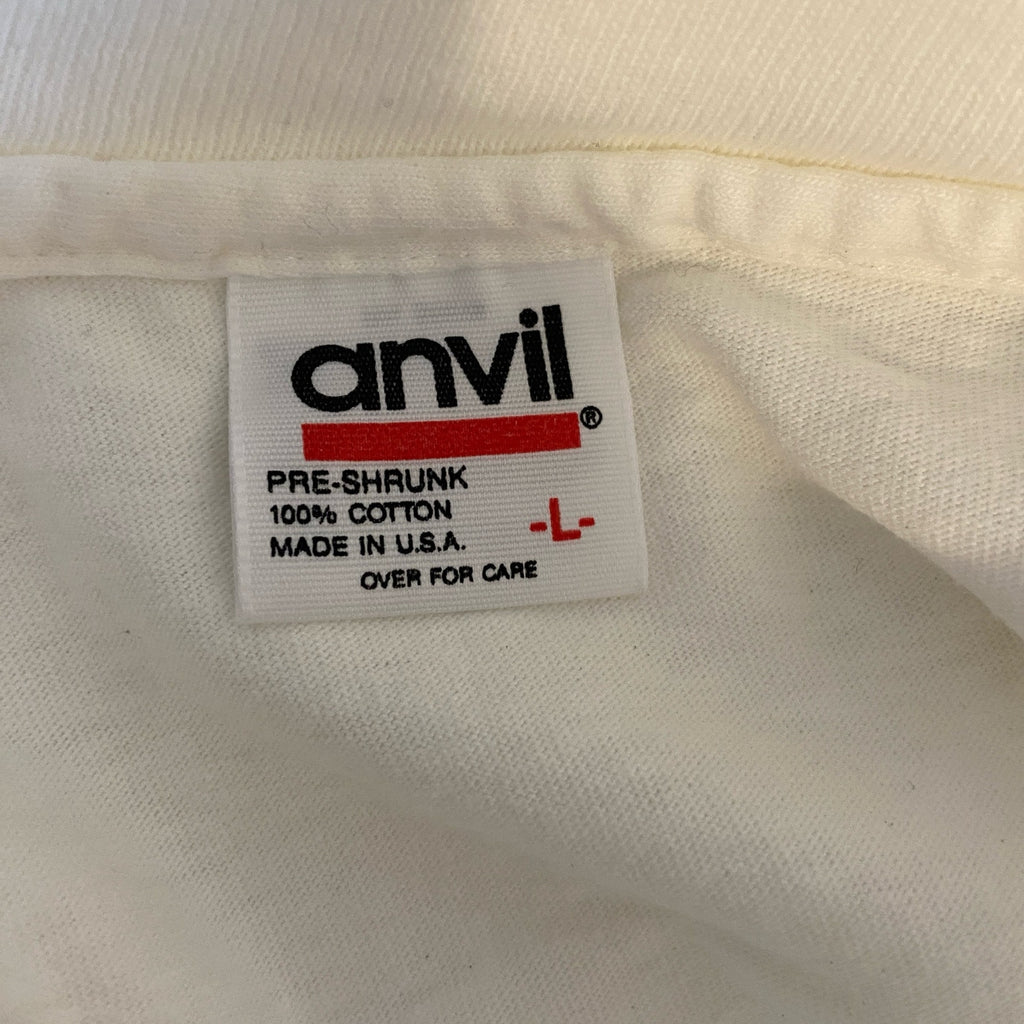 anvil®
PRE-SHRUNK
100% COTTON
MADE IN U.S.A.
-L-
OVER FOR CARE